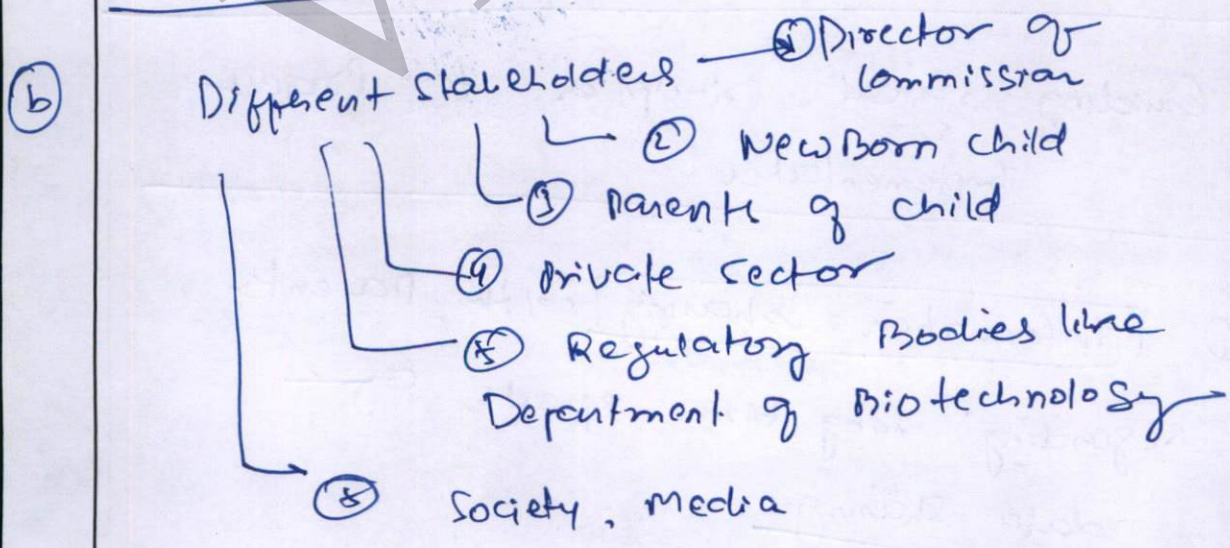 ① Director of
(b) Different Stakeholders commission
② New Born child
③ Parents of child
④ Private sector
⑤ Regulatory Bodies like
Department of Biotechnology
Society, Media